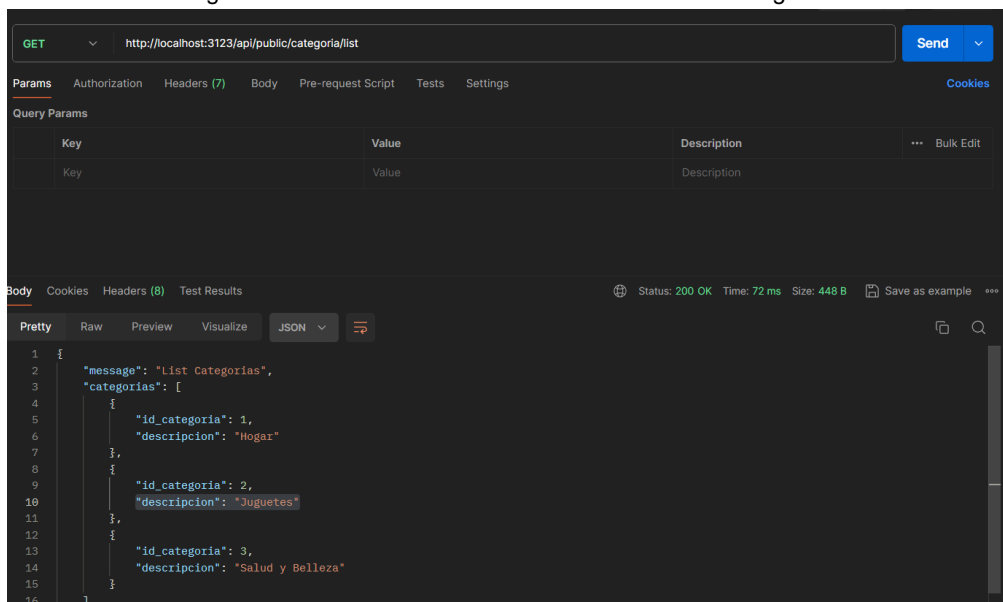 GET http://localhost:3123/api/public/categoria/list Send
Params Authorization Headers (7) Body Pre-request Script Tests Settings Cookies
Query Params
Key Value Description ••• Bulk Edit
Key Value Description
Body Cookies Headers (8) Test Results Status: 200 OK Time: 72 ms Size: 448 B Save as example
Pretty Raw Preview Visualize JSON
1 {
2 "message": "List Categorias",
3 "categorias": [
4 {
5 "id_categoria": 1,
6 "descripcion": "Hogar"
7 },
8 {
9 "id_categoria": 2,
10 "descripcion": "Juguetes"
11 },
12 {
13 "id_categoria": 3,
14 "descripcion": "Salud y Belleza"
15 }
16 ]